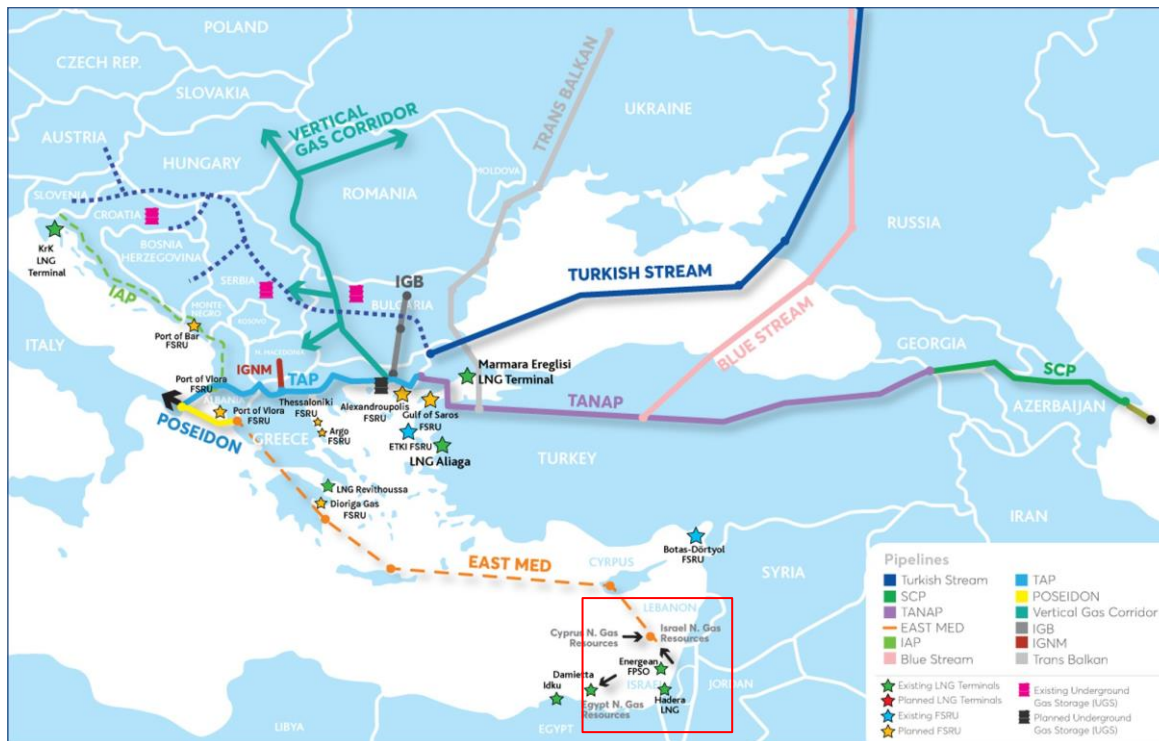 POLAND
CZECH REP.
SLOVAKIA
UKRAINE
AUSTRIA
VERTICAL
GAS CORRIDOR
TRANS BALKAN
HUNGARY
MOLDOVA
SLOVENIA
ROMANIA
CROATIA
RUSSIA
KrK
LNG
Terminal
BOSNIA
HERZEGOVINA
SERBIA
IGB
TURKISH STREAM
IAP
BULGARIA
MONTE
NEGRO
KOSOVO
BLUE STREAM
ITALY
Port of Bar
FSRU
N. MACEDONIA
GEORGIA
IGNM
TAP
Marmara Ereglisi
LNG Terminal
SCP
Port of Vlora
FSRU
ALBANIA
Port of Vlora
FSRU
Thessaloniki
FSRU
Alexandroupolis
FSRU
Gulf of Saros
FSRU
TANAP
AZERBAIJAN
POSEIDON
GREECE
Argo
FSRU
ETKI FSRU
LNG Aliaga
TURKEY
LNG Revithoussa
Dioriga Gas
FSRU
IRAN
EAST MED
CYRPUS
Botas-Dörtyol
FSRU
SYRIA
LEBANON
Cyprus N. Gas
Resources
Israel N. Gas
Resources
Energean
FPSO
Damietta
Idku
ISRAEL
JORDAN
Egypt N. Gas
Resources
Hadera
LNG
LIBYA
EGYPT
Pipelines
Turkish Stream
SCP
TANAP
EAST MED
IAP
Blue Stream
TAP
POSEIDON
Vertical Gas Corridor
IGB
IGNM
Trans Balkan
Existing LNG Terminals
Planned LNG Terminals
Existing FSRU
Planned FSRU
Existing Underground
Gas Storage (UGS)
Planned Underground
Gas Storage (UGS)